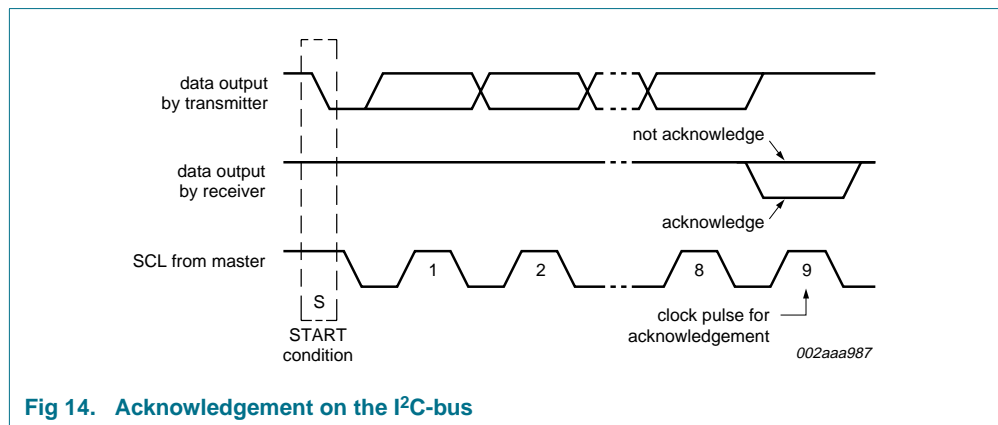 data output
by transmitter
not acknowledge
data output
by receiver
acknowledge
SCL from master
1
2
8
9
S
START
condition
clock pulse for
acknowledgement
002aaa987
Fig 14. Acknowledgement on the I²C-bus